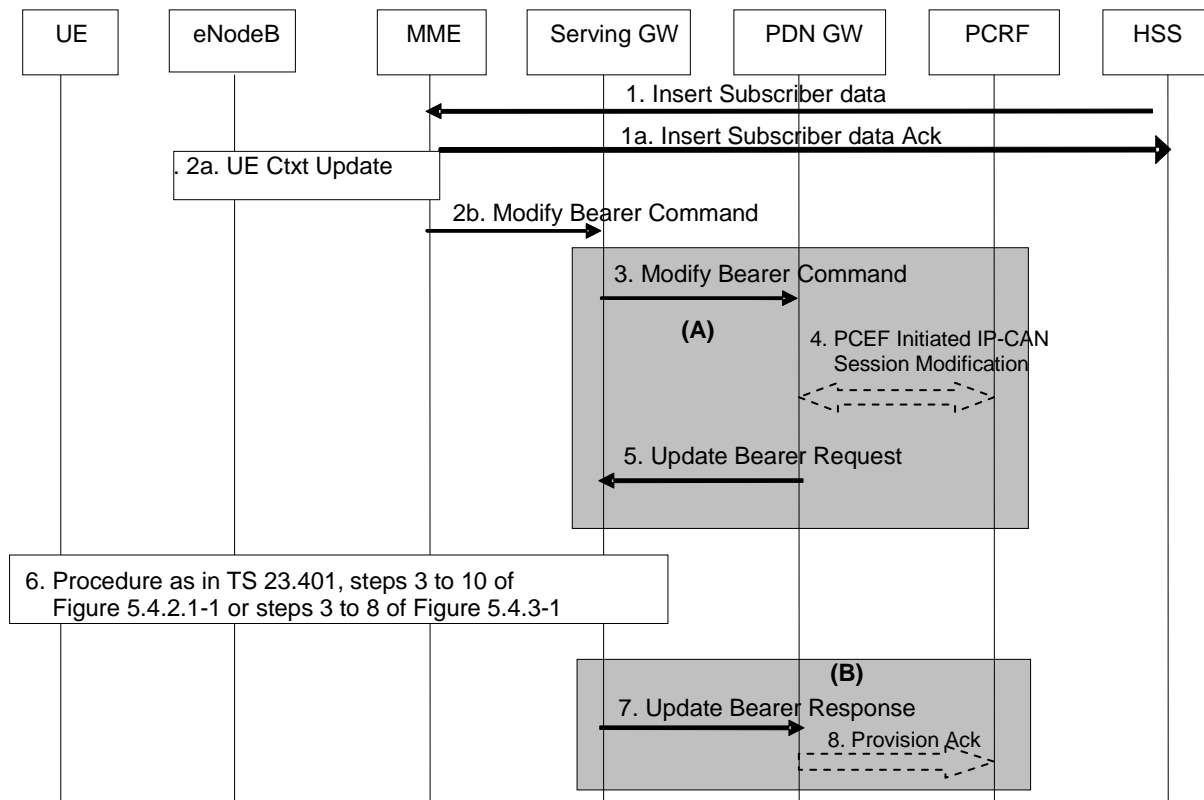 UE eNodeB MME Serving GW PDN GW PCRF HSS
1. Insert Subscriber data
1a. Insert Subscriber data Ack
. 2a. UE Ctxt Update
2b. Modify Bearer Command
3. Modify Bearer Command
(A)
4. PCEF Initiated IP-CAN
Session Modification
5. Update Bearer Request
6. Procedure as in TS 23.401, steps 3 to 10 of
Figure 5.4.2.1-1 or steps 3 to 8 of Figure 5.4.3-1
(B)
7. Update Bearer Response
8. Provision Ack